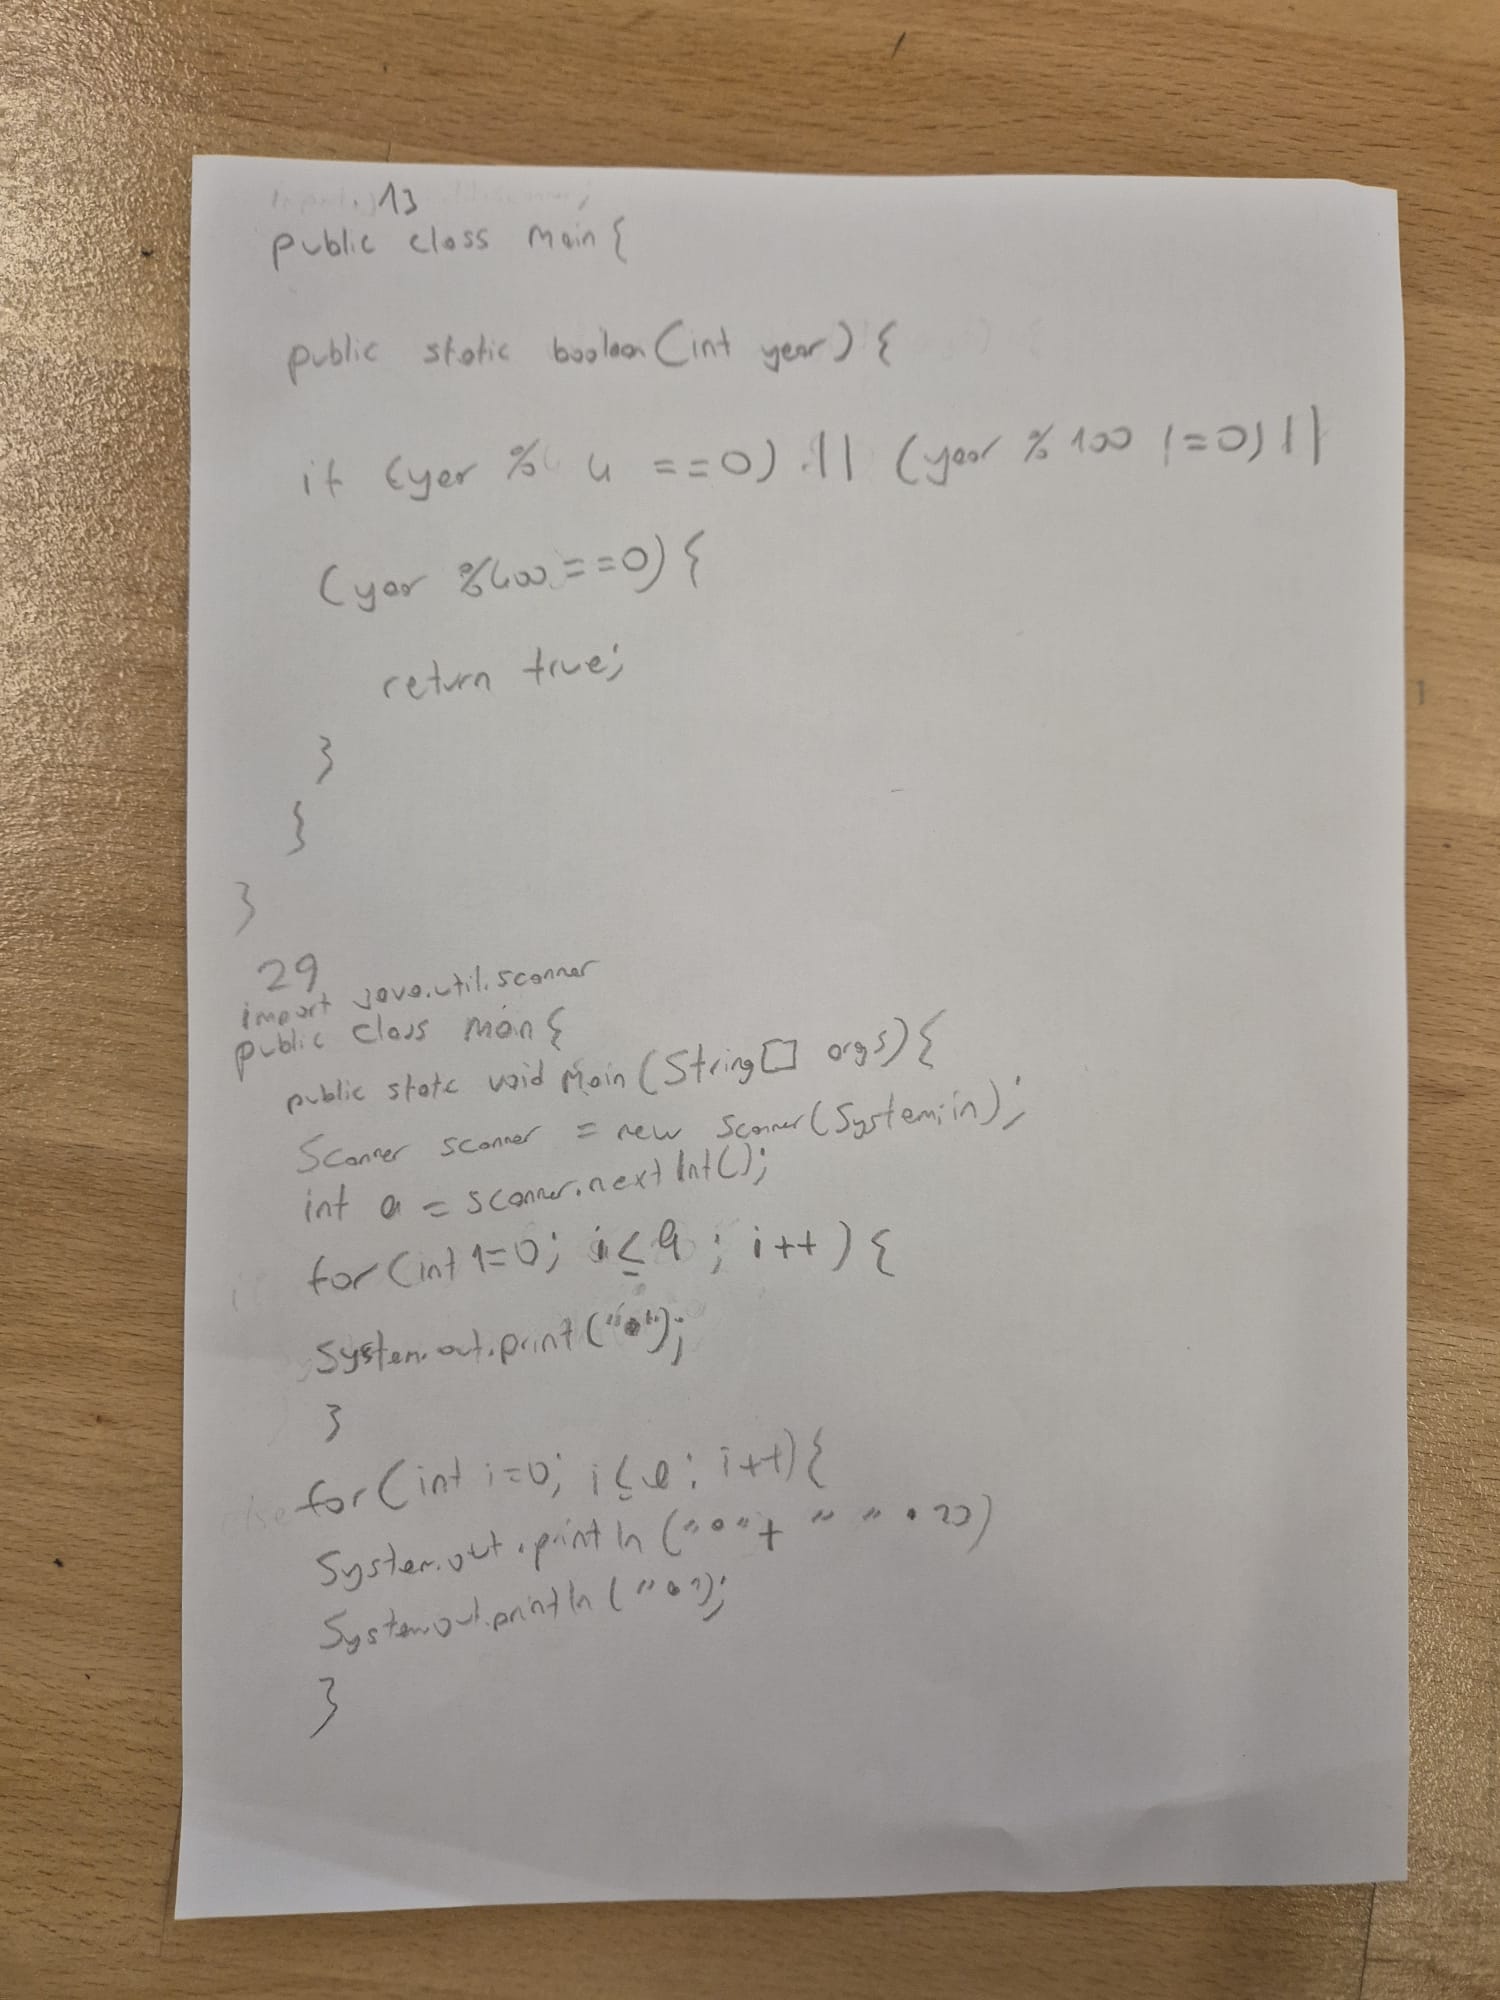 13
public class Main {
public static boolean (int year) {
if (yer % 4 ==0) || (year % 100 !=0) ||
(year %400 ==0) {
return true;
}
}
}
29
import java.util.scanner
public class Main {
public static void Main (String[] args) {
Scanner scanner = new Scanner(System.in);
int a = scanner.nextInt();
for (int 1=0; i≤a ; i++) {
System.out.print("•");
}
for (int i=0; i≤a; i++) {
System.out.println ("•"+ " "
System.out.println ("•");
}